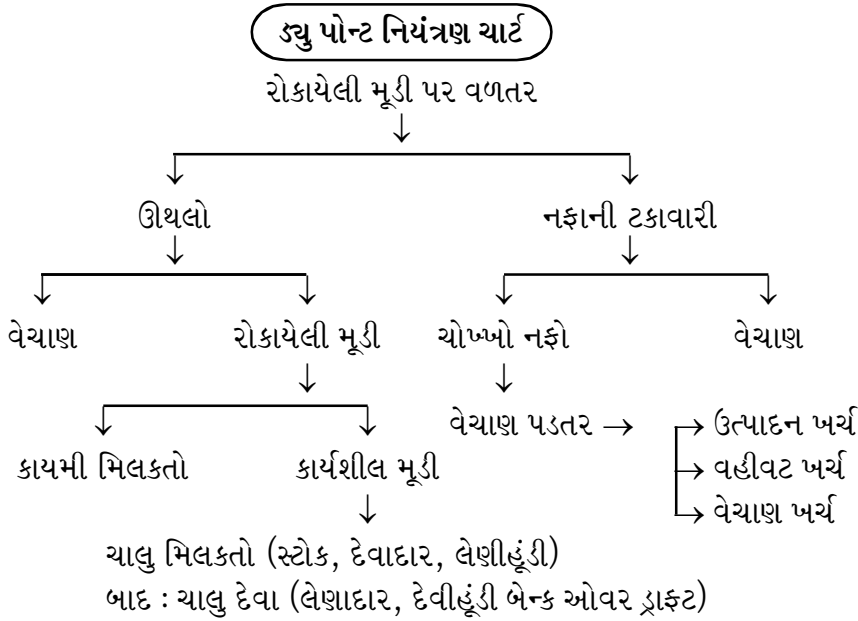 ડ્યુ પોન્ટ નિયંત્રણ ચાર્ટ
રોકાયેલી મૂડી પર વળતર
ઊથલો નફાની ટકાવારી
વેચાણ રોકાયેલી મૂડી ચોખ્ખો નફો વેચાણ
વેચાણ પડતર → ઉત્પાદન ખર્ચ
કાયમી મિલકતો કાર્યશીલ મૂડી વહીવટ ખર્ચ
વેચાણ ખર્ચ
ચાલુ મિલકતો (સ્ટોક, દેવાદાર, લેણીહૂંડી)
બાદ : ચાલુ દેવા (લેણાદાર, દેવીહૂંડી બેન્ક ઓવર ડ્રાફ્ટ)